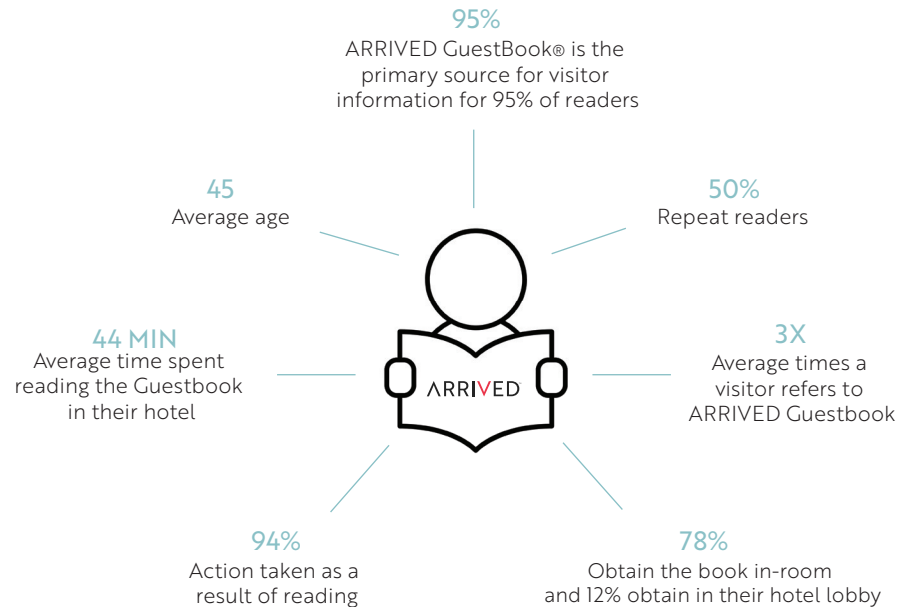 95%
ARRIVED GuestBook® is the
primary source for visitor
information for 95% of readers
45
Average age
50%
Repeat readers
44 MIN
Average time spent
reading the Guestbook
in their hotel
ARRIVED
3X
Average times a
visitor refers to
ARRIVED Guestbook
94%
Action taken as a
result of reading
78%
Obtain the book in-room
and 12% obtain in their hotel lobby